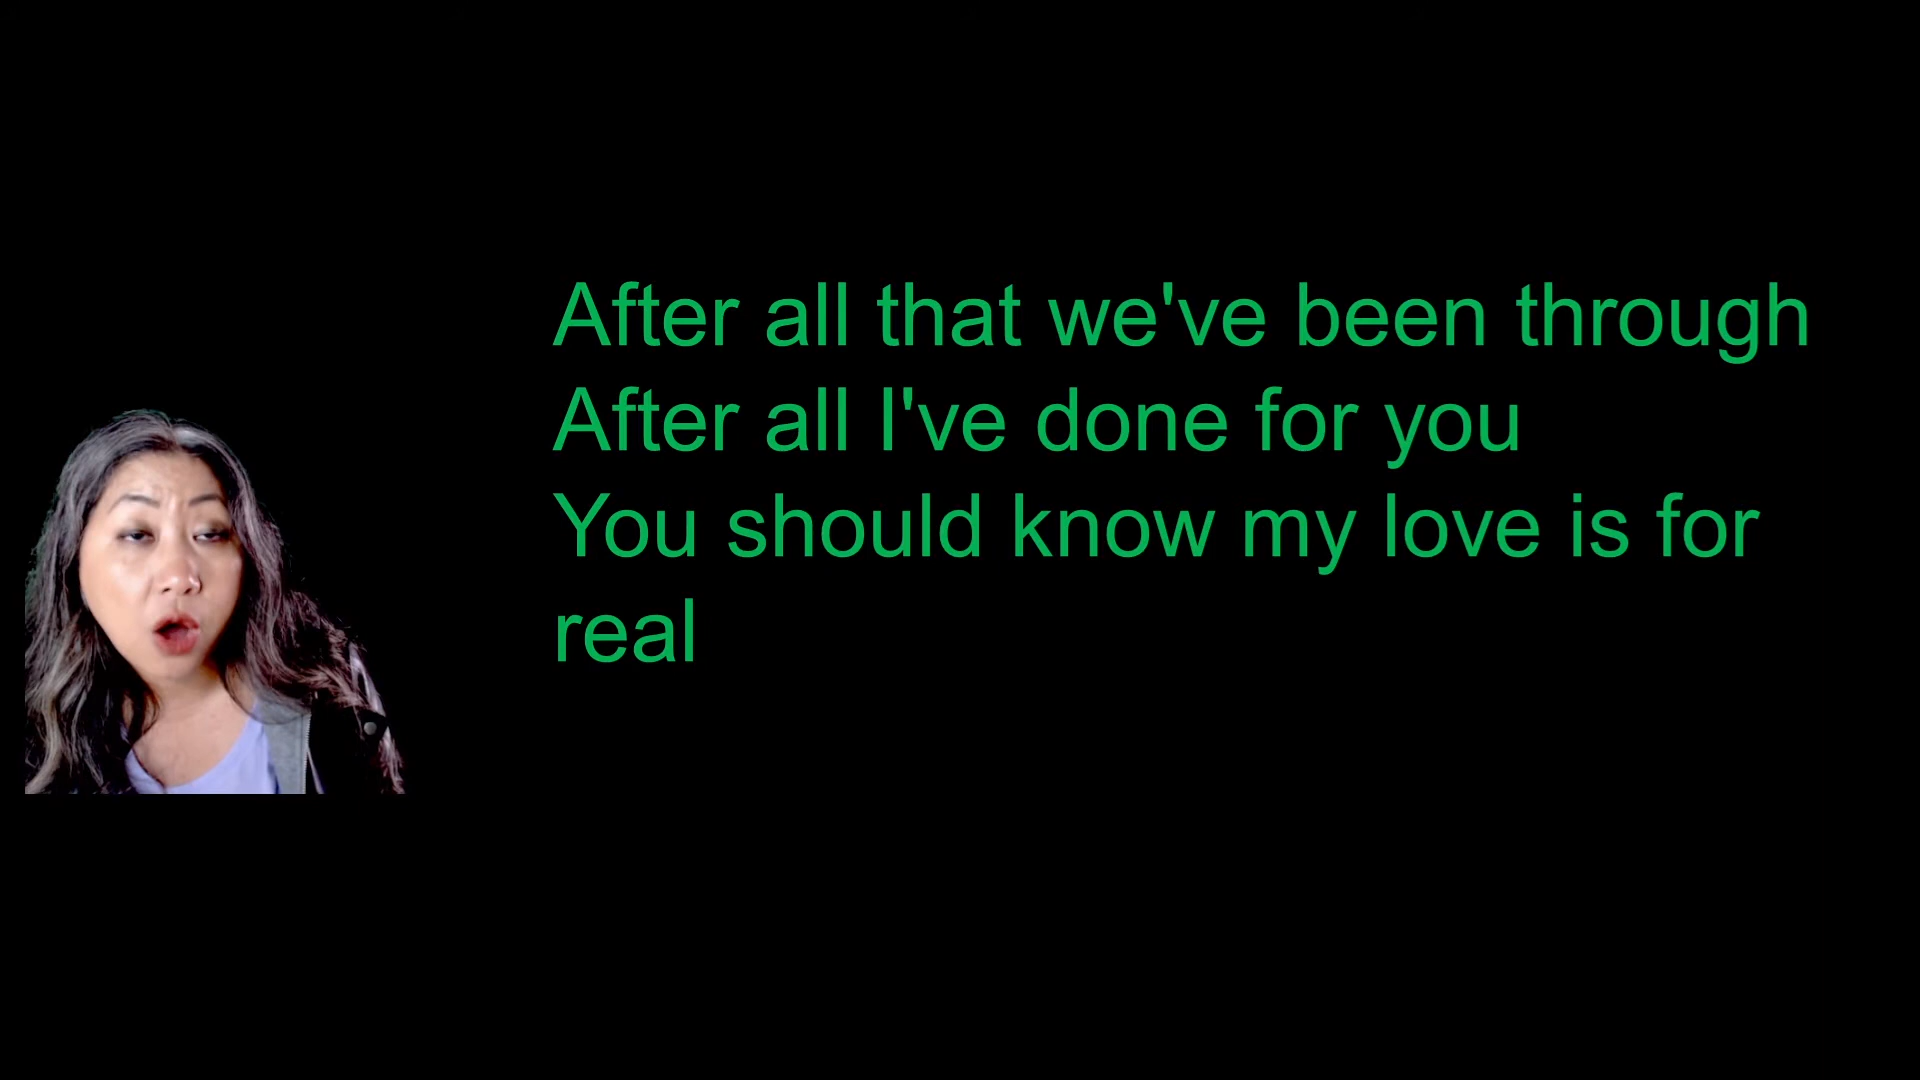 After all that we've been through
After all I've done for you
You should know my love is for
real